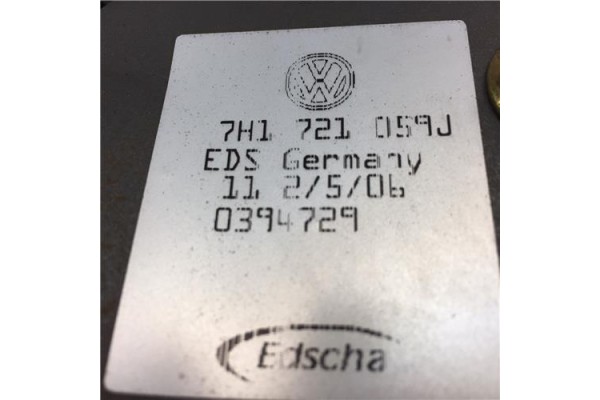 7H1 721 059J
EDS Germany
11 2/5/06
0394729
Edscha